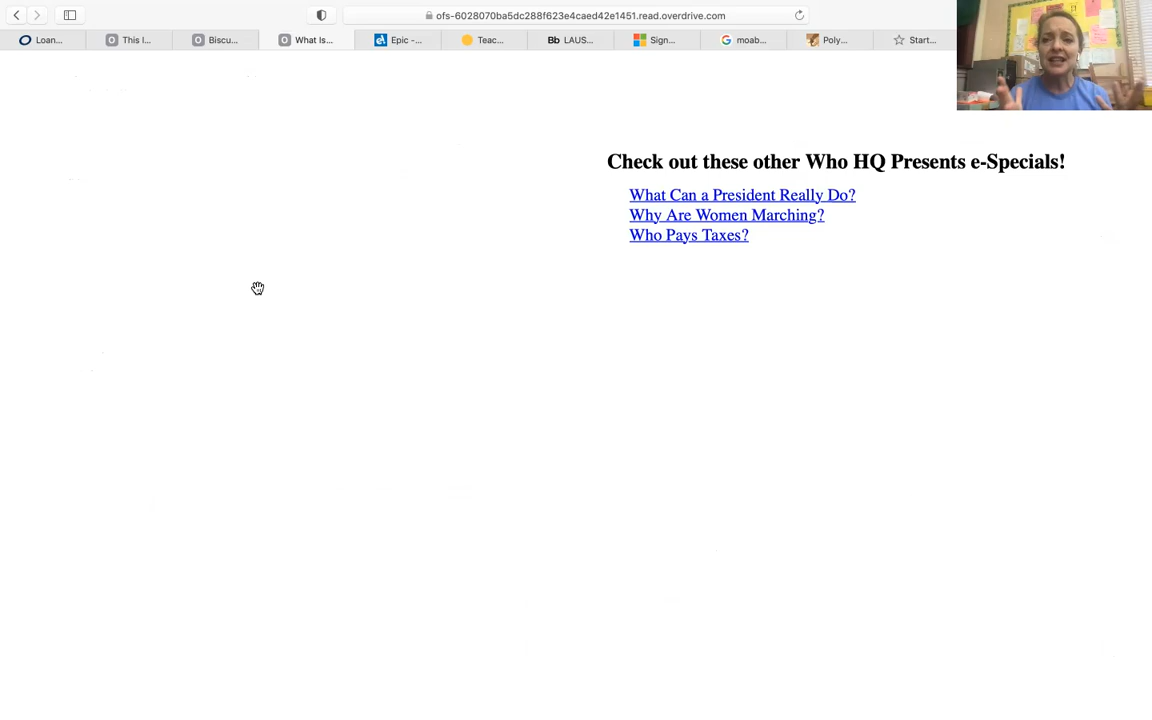 ofs-6028070ba5dc288f623e4caed42e1451.read.overdrive.com
Loan... This I... Biscu... What Is... Epic -... Teac... Bb LAUS... Sign... moab... Poly... Start...
Check out these other Who HQ Presents e-Specials!
What Can a President Really Do?
Why Are Women Marching?
Who Pays Taxes?